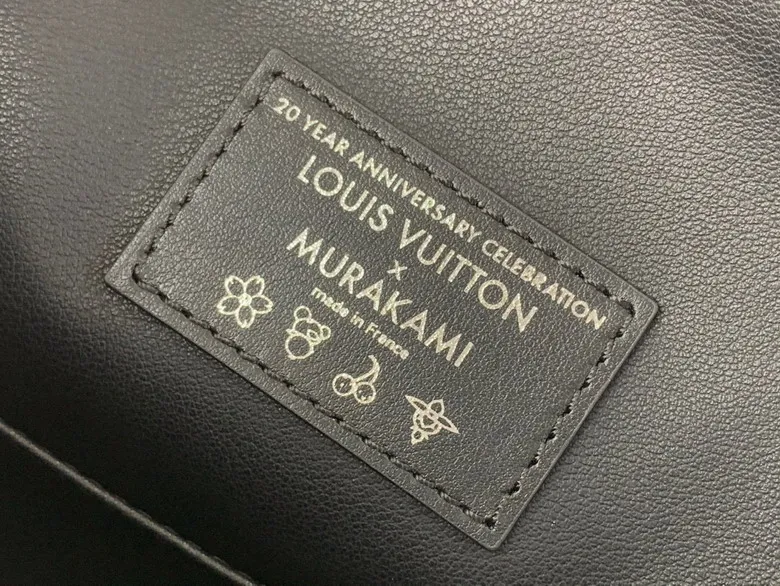 20 YEAR ANNIVERSARY CELEBRATION
LOUIS VUITTON
×
MURAKAMI
made in France